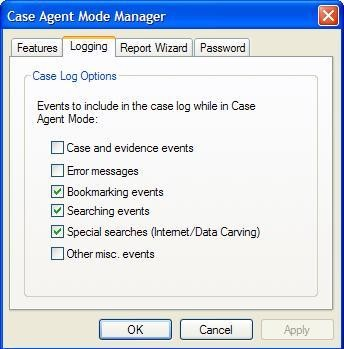 Case Agent Mode Manager
Features Logging Report Wizard Password
Case Log Options
Events to include in the case log while in Case
Agent Mode:
Case and evidence events
Error messages
Bookmarking events
Searching events
Special searches (Internet/Data Carving)
Other misc. events
OK Cancel Apply